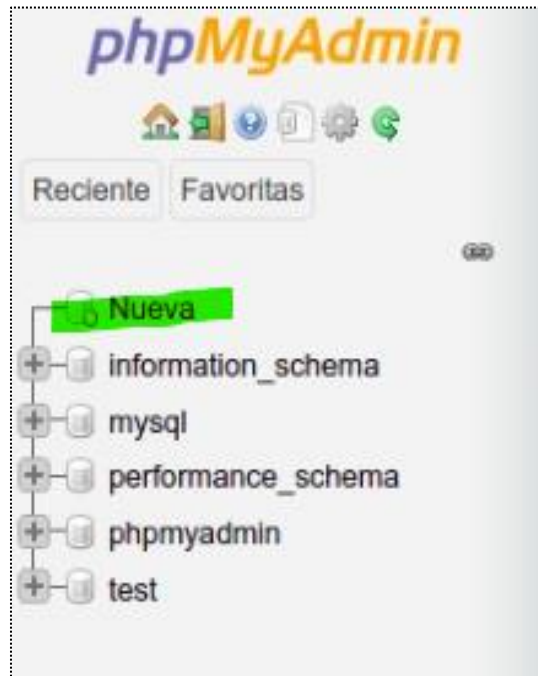 phpMyAdmin
Reciente Favoritas
Nueva
information_schema
mysql
performance_schema
phpmyadmin
test